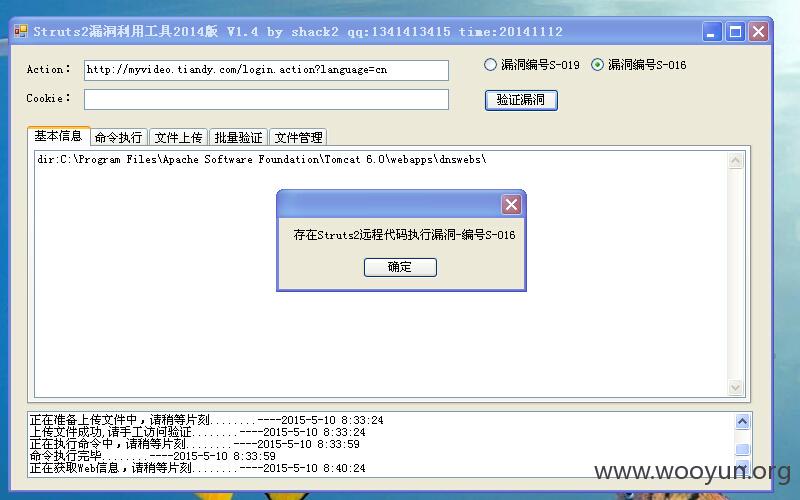 Struts2漏洞利用工具2014版 V1.4 by shack2 qq:1341413415 time:20141112
Action： http://myvideo.tiandy.com/login.action?language=cn 漏洞编号S-019 漏洞编号S-016
Cookie： 验证漏洞
基本信息 命令执行 文件上传 批量验证 文件管理
dir:C:\Program Files\Apache Software Foundation\Tomcat 6.0\webapps\dnswebs\
存在Struts2远程代码执行漏洞-编号S-016
确定
正在准备上传文件中，请稍等片刻........----2015-5-10 8:33:24
上传文件成功,请手工访问验证........----2015-5-10 8:33:24
正在执行命令中，请稍等片刻........----2015-5-10 8:33:59
命令执行完毕........----2015-5-10 8:33:59
正在获取Web信息，请稍等片刻........----2015-5-10 8:40:24
www.wooyun.org